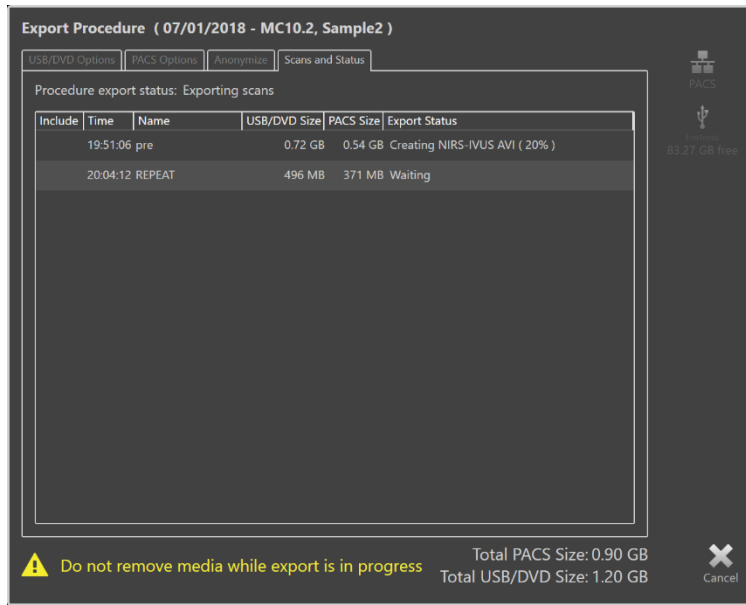 Export Procedure ( 07/01/2018 - MC10.2, Sample2 )
USB/DVD Options PACS Options Anonymize Scans and Status
PACS
Procedure export status: Exporting scans
83.27 GB free
Include Time Name USB/DVD Size PACS Size Export Status
19:51:06 pre 0.72 GB 0.54 GB Creating NIRS-IVUS AVI ( 20% )
20:04:12 REPEAT 496 MB 371 MB Waiting
Do not remove media while export is in progress
Total PACS Size: 0.90 GB
Total USB/DVD Size: 1.20 GB
Cancel